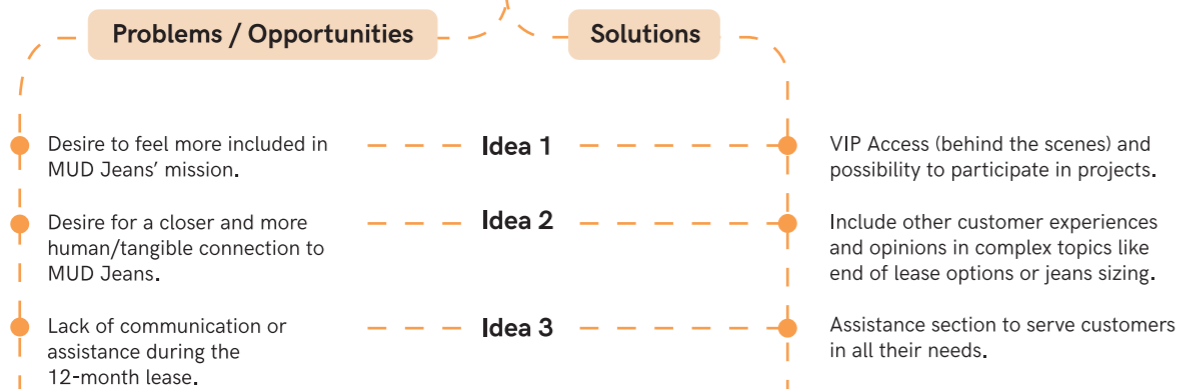 Problems / Opportunities
Solutions
Desire to feel more included in
MUD Jeans' mission.
Idea 1
VIP Access (behind the scenes) and
possibility to participate in projects.
Desire for a closer and more
human/tangible connection to
MUD Jeans.
Idea 2
Include other customer experiences
and opinions in complex topics like
end of lease options or jeans sizing.
Lack of communication or
assistance during the
12-month lease.
Idea 3
Assistance section to serve customers
in all their needs.